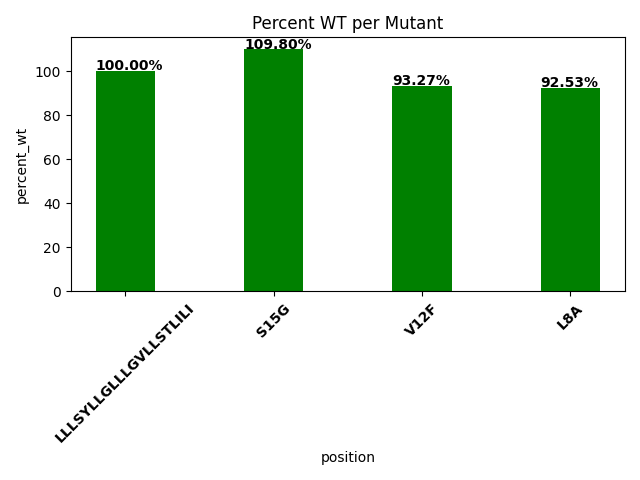 Percent WT per Mutant
109.80%
100.00%
93.27%
92.53%
100
80
60
40
20
0
percent_wt
LLLSYLLGLLLGVLLSTLILI
S15G
V12F
L8A
position